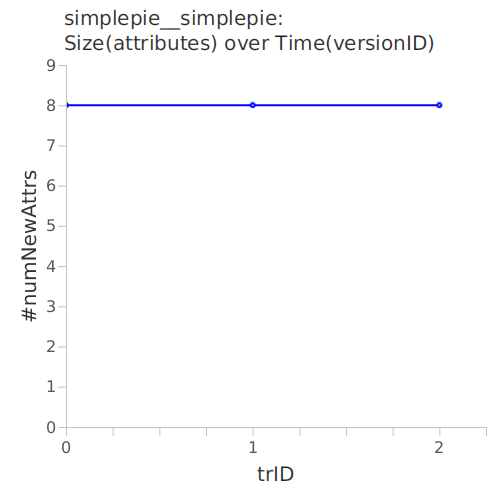 simplepie__simplepie:
Size(attributes) over Time(versionID)
9
8
7
6
5
4
3
2
1
0
#numNewAttrs
0 1 2
trID